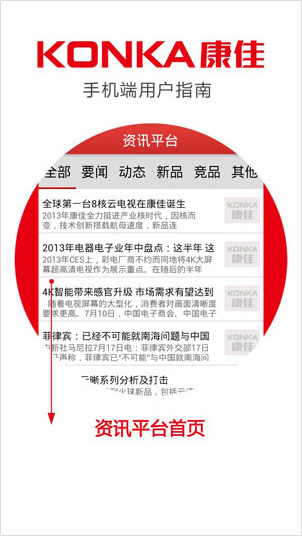 KONKA康佳
手机端用户指南
资讯平台
全部 要闻 动态 新品 竞品 其他
全球第一台8核云电视在康佳诞生
2013年康佳全力挺进产业核时代，因核而
变，技术创新搭载航母速度，新品连
KONKA
康佳
2013年电器电子业年中盘点：这半年 这
2013年CES上，彩电厂商不约而同地将4K大屏
幕超高清电视作为展示重点。在随后的半年
KONKA
康佳
4K智能带来感官升级 市场需求有望达到
随着电视屏幕的大型化，消费者对画面清晰度
要求更高。7月10日，中国电子商会、中国电子
KONKA
康佳
菲律宾：已经不可能就南海问题与中国
中新社马尼拉7月17日电：菲律宾外交部17日
声称，菲律宾已“不可能”与中国就南海问
KONKA
康佳
晰系列分析及打击
型火球新品，包括云
资讯平台首页